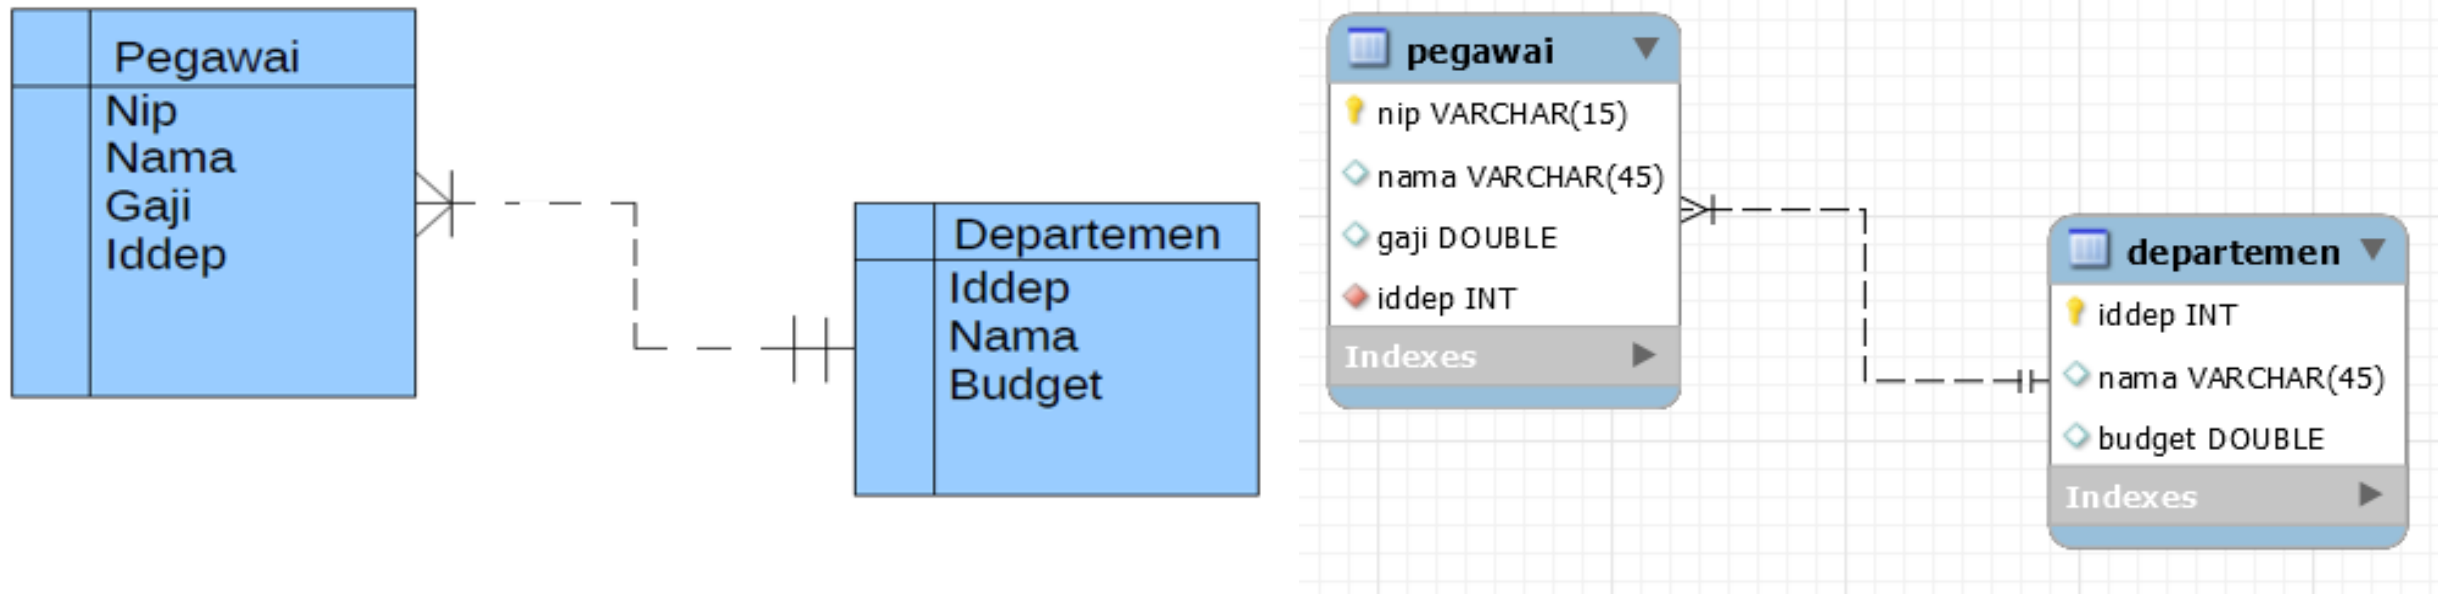 Pegawai
Nip
Nama
Gaji
Iddep
Departemen
Iddep
Nama
Budget
pegawai
nip VARCHAR(15)
nama VARCHAR(45)
gaji DOUBLE
iddep INT
Indexes
departemen
iddep INT
nama VARCHAR(45)
budget DOUBLE
Indexes